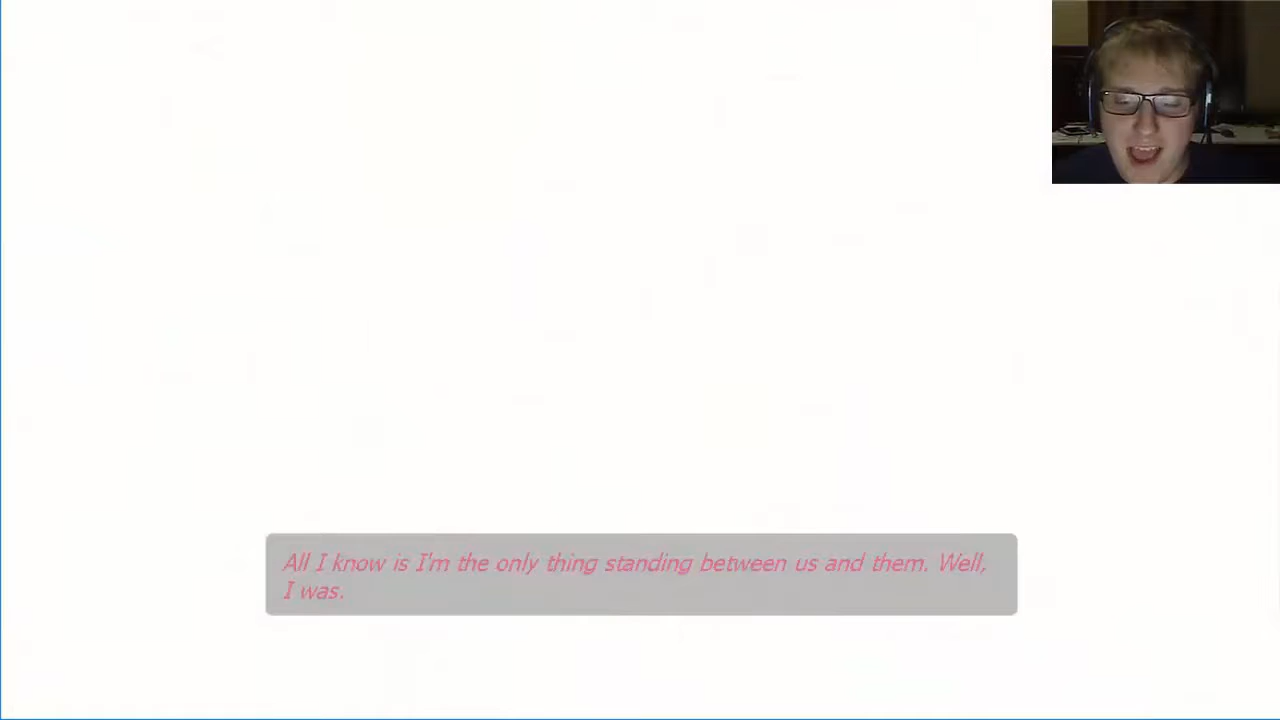 All I know is I'm the only thing standing between us and them. Well,
I was.